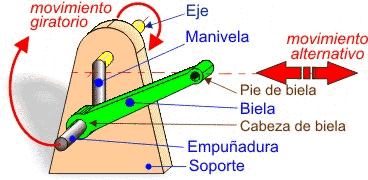 movimiento
giratorio
Eje
Manivela
movimiento
alternativo
Pie de biela
Biela
Cabeza de biela
Empuñadura
Soporte